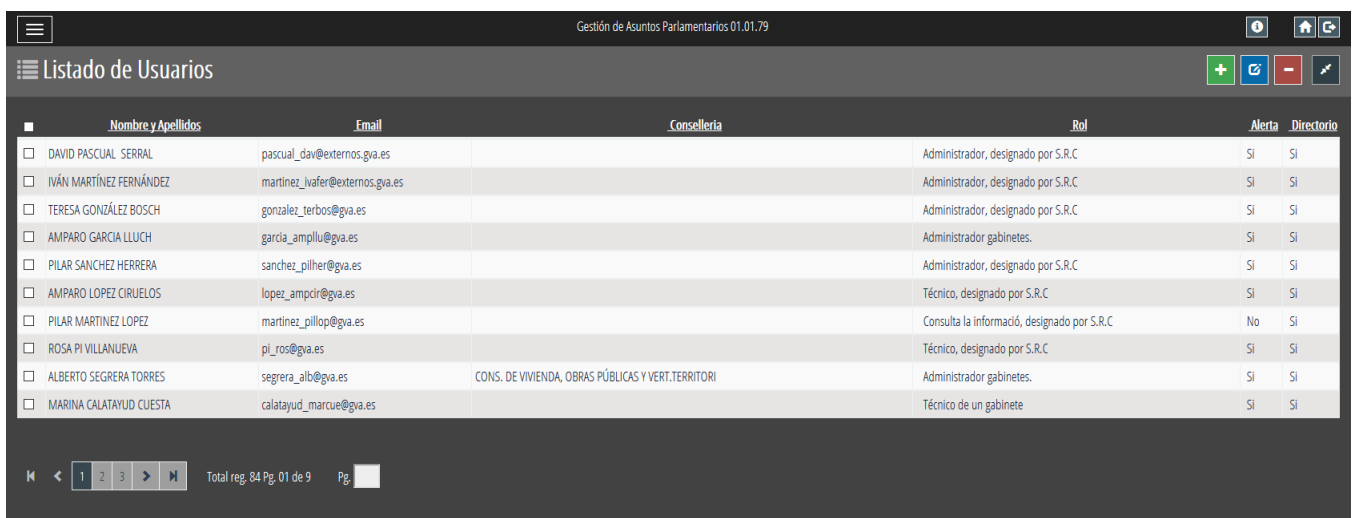 Gestión de Asuntos Parlamentarios 01.01.79
Listado de Usuarios
Nombre y Apellidos Email Conselleria Rol Alerta Directorio
DAVID PASCUAL SERRAL pascual_dav@externos.gva.es Administrador, designado por S.R.C Si Si
IVÁN MARTÍNEZ FERNÁNDEZ martinez_ivafer@externos.gva.es Administrador, designado por S.R.C Si Si
TERESA GONZÁLEZ BOSCH gonzalez_terbos@gva.es Administrador, designado por S.R.C Si Si
AMPARO GARCIA LLUCH garcia_ampllu@gva.es Administrador gabinetes. Si Si
PILAR SANCHEZ HERRERA sanchez_pilher@gva.es Administrador, designado por S.R.C Si Si
AMPARO LOPEZ CIRUELOS lopez_ampcir@gva.es Técnico, designado por S.R.C Si Si
PILAR MARTINEZ LOPEZ martinez_pillop@gva.es Consulta la informació, designado por S.R.C No Si
ROSA PI VILLANUEVA pi_ros@gva.es Técnico, designado por S.R.C Si Si
ALBERTO SEGRERA TORRES segrera_alb@gva.es CONS. DE VIVIENDA, OBRAS PÚBLICAS Y VERT.TERRITORI Administrador gabinetes. Si Si
MARINA CALATAYUD CUESTA calatayud_marcue@gva.es Técnico de un gabinete Si Si
1 2 3 Total reg. 84 Pg. 01 de 9 Pg.